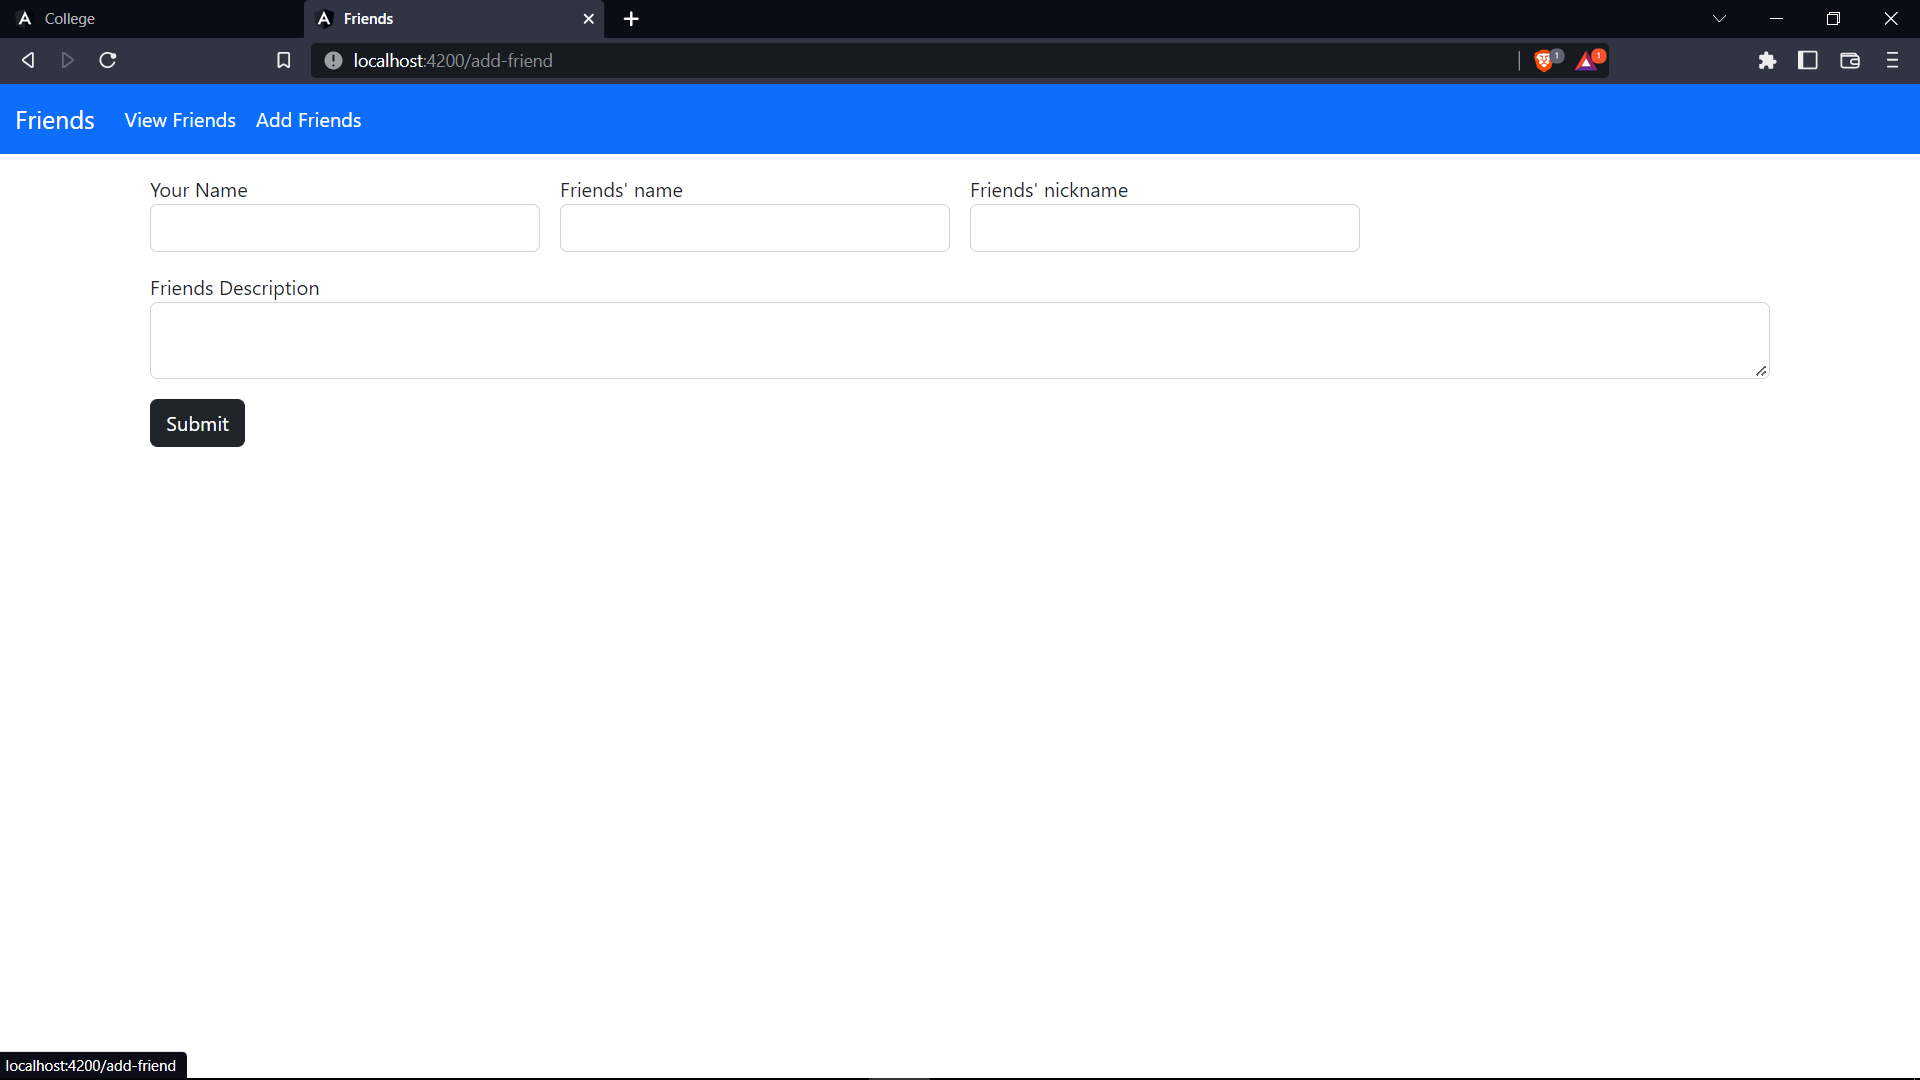 College
Friends
localhost:4200/add-friend
1
1
Friends
View Friends
Add Friends
Your Name
Friends' name
Friends' nickname
Friends Description
Submit
localhost:4200/add-friend